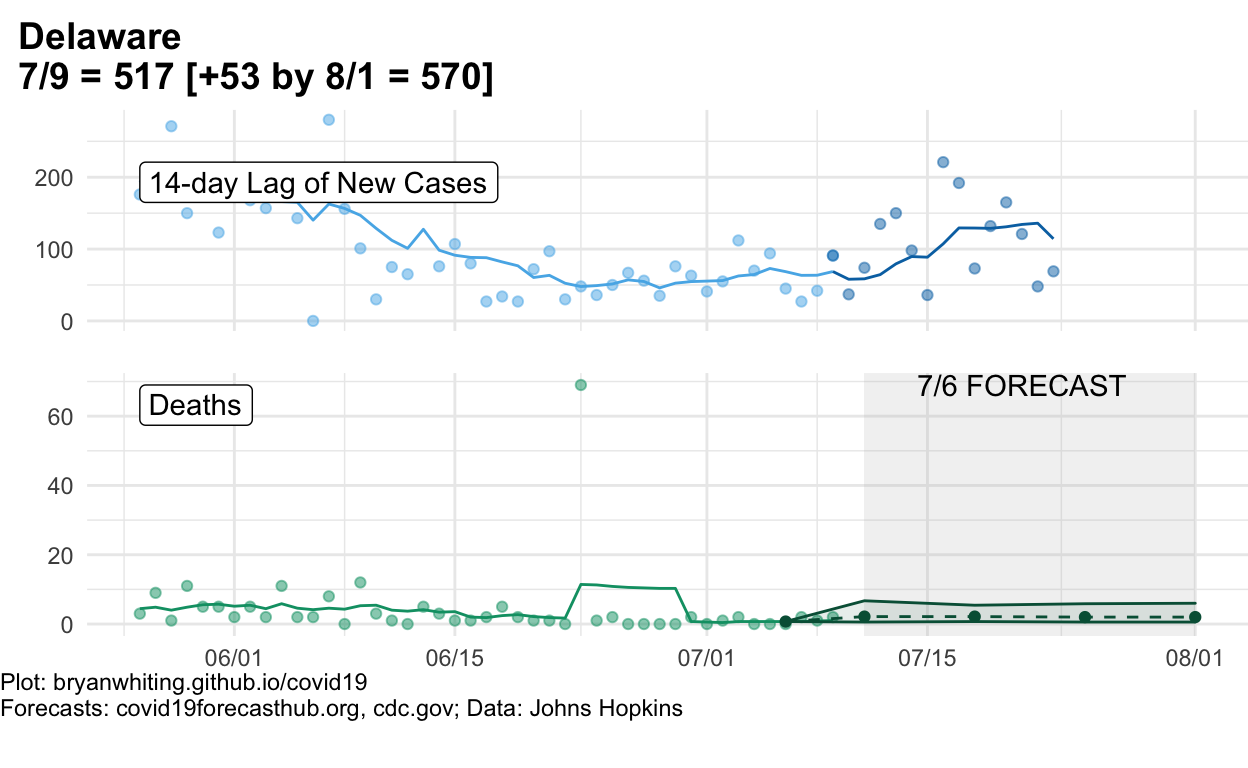 Delaware
7/9 = 517 [+53 by 8/1 = 570]
200
14-day Lag of New Cases
100
0
7/6 FORECAST
Deaths
60
40
20
0
06/01 06/15 07/01 07/15 08/01
Plot: bryanwhiting.github.io/covid19
Forecasts: covid19forecasthub.org, cdc.gov; Data: Johns Hopkins